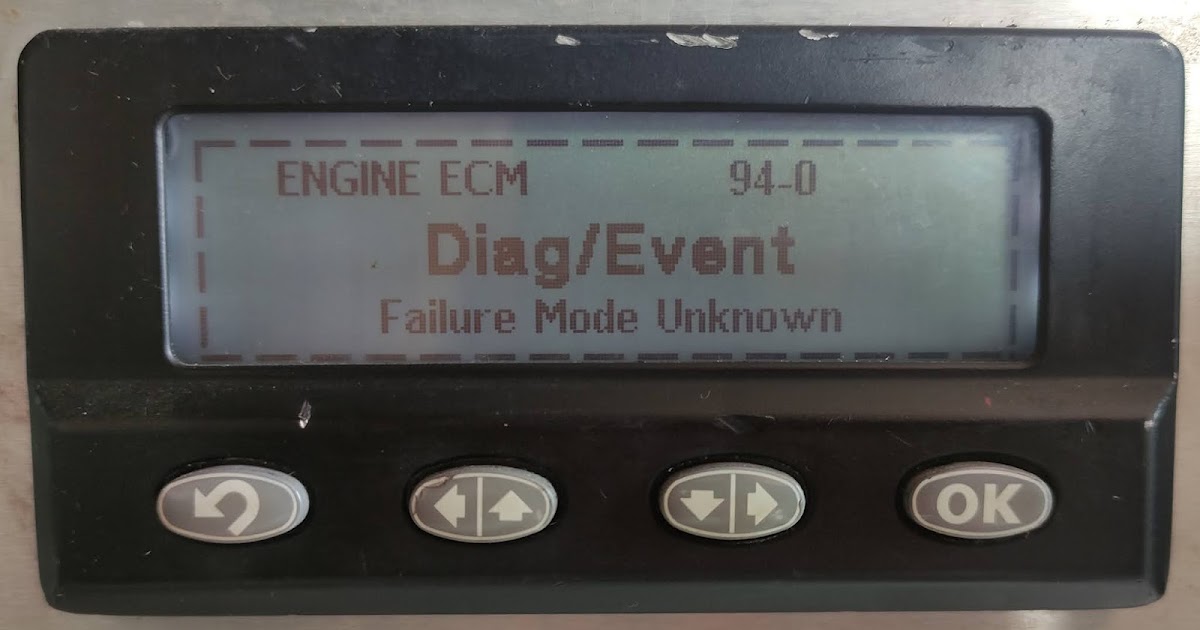 ENGINE ECM 94-0
Diag/Event
Failure Mode Unknown
OK